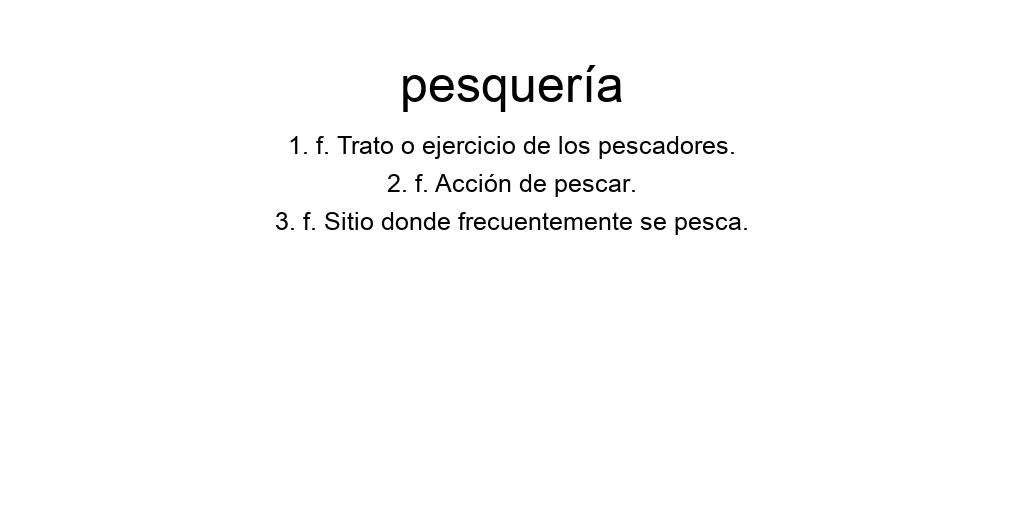 pesquería
1. f. Trato o ejercicio de los pescadores.
2. f. Acción de pescar.
3. f. Sitio donde frecuentemente se pesca.